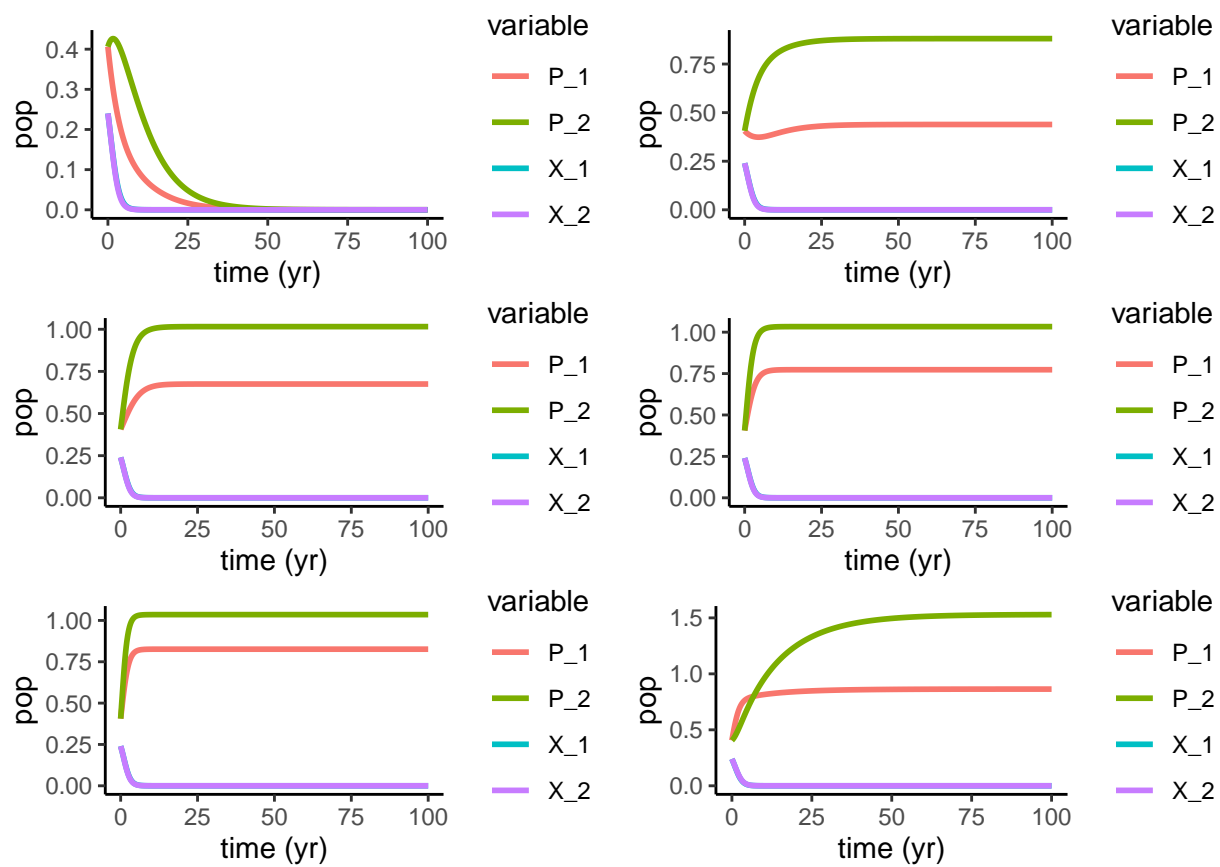 variable
P_1
P_2
X_1
X_2
pop
0.4
0.3
0.2
0.1
0.0
0 25 50 75 100
time (yr)
variable
P_1
P_2
X_1
X_2
pop
0.75
0.50
0.25
0.00
0 25 50 75 100
time (yr)
variable
P_1
P_2
X_1
X_2
pop
1.00
0.75
0.50
0.25
0.00
0 25 50 75 100
time (yr)
variable
P_1
P_2
X_1
X_2
pop
1.00
0.75
0.50
0.25
0.00
0 25 50 75 100
time (yr)
variable
P_1
P_2
X_1
X_2
pop
1.00
0.75
0.50
0.25
0.00
0 25 50 75 100
time (yr)
variable
P_1
P_2
X_1
X_2
pop
1.5
1.0
0.5
0.0
0 25 50 75 100
time (yr)